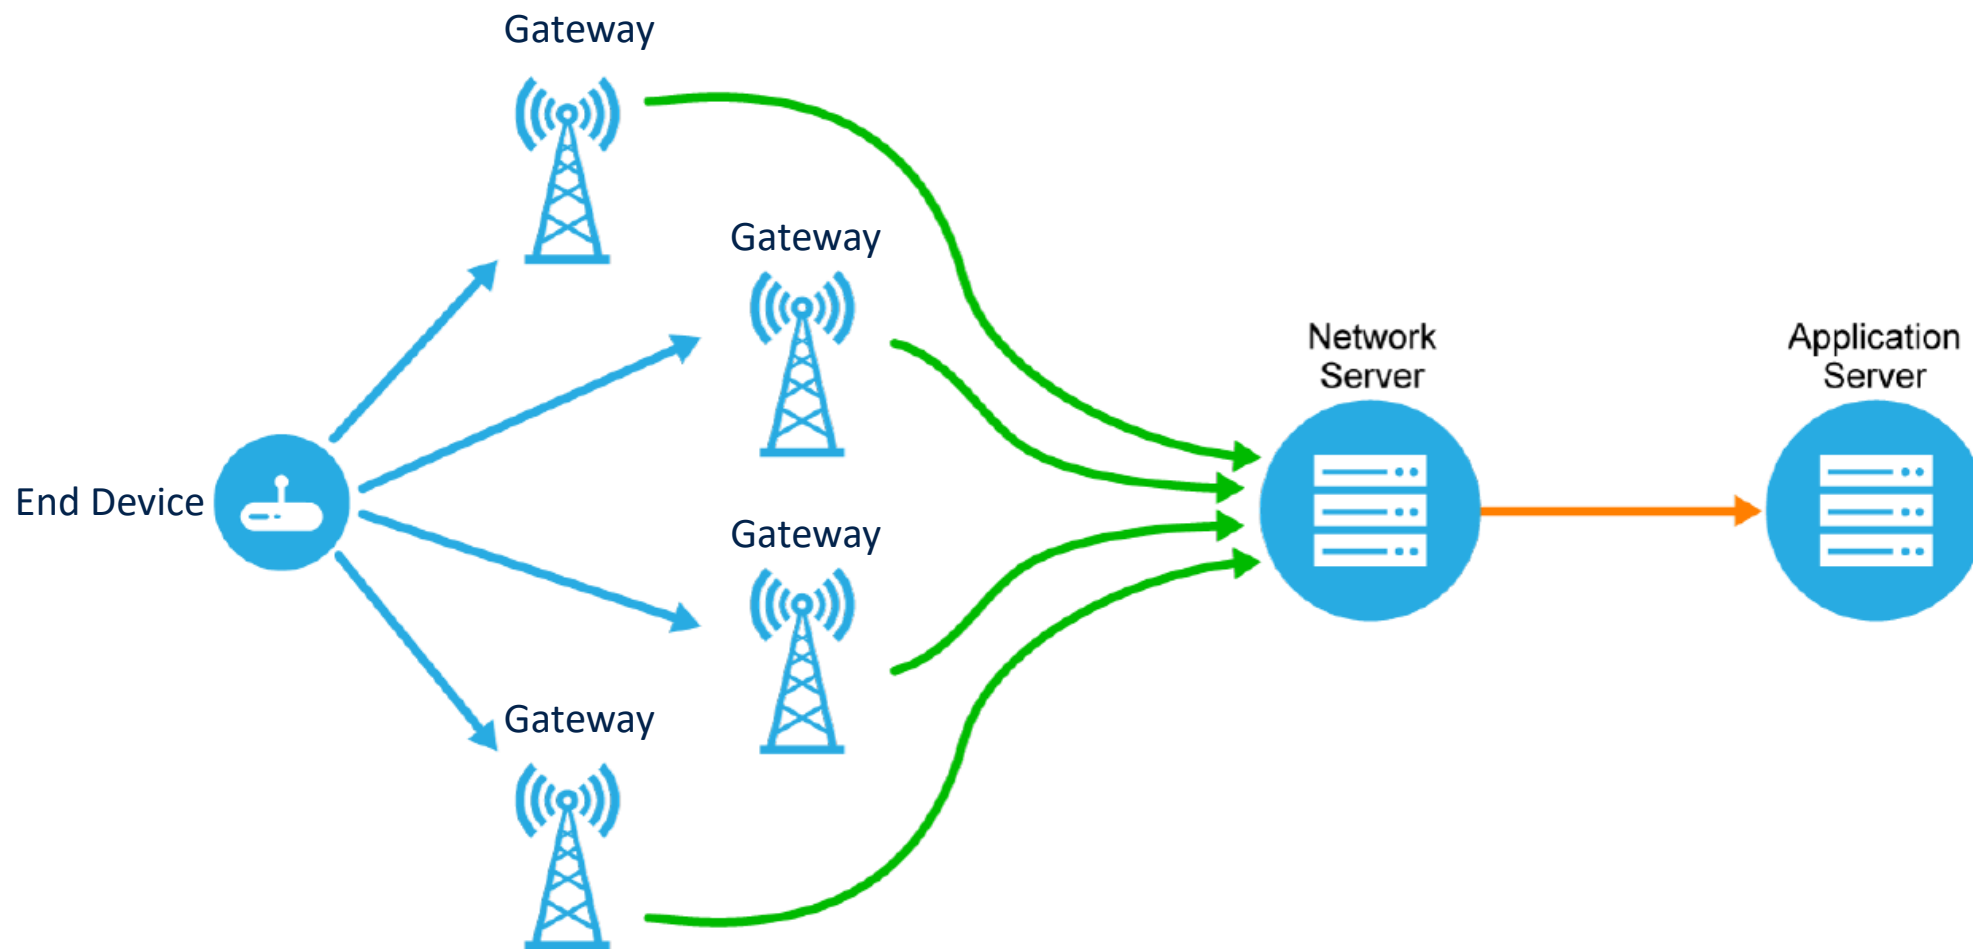 Gateway
Gateway
Network
Server
Application
Server
End Device
Gateway
Gateway